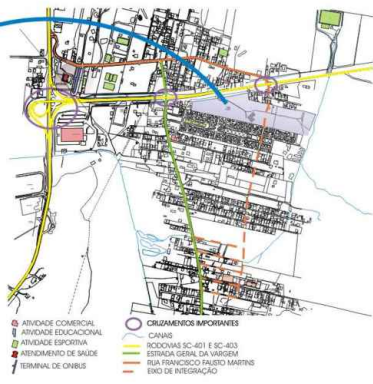 ATIVIDADE COMERCIAL
ATIVIDADE EDUCACIONAL
ATIVIDADE ESPORTIVA
ATENDIMENTO DE SAÚDE
TERMINAL DE ONIBUS
CRUZAMENTOS IMPORTANTES
CANAIS
RODOVIAS SC-401 E SC-403
ESTRADA GERAL DA VARGEM
RUA FRANCISCO FAUSTO MARTINS
EIXO DE INTEGRAÇÃO